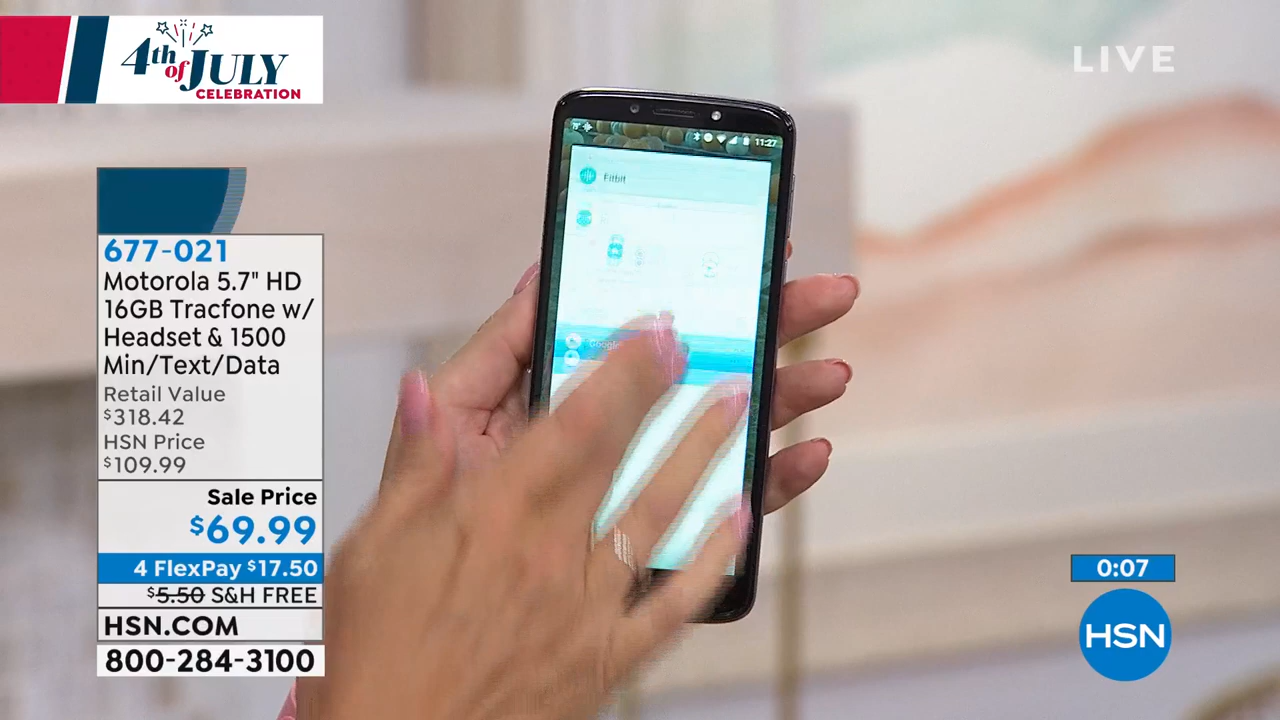 4th of JULY
CELEBRATION
LIVE
11:27
Fitbit
Google
677-021
Motorola 5.7" HD
16GB Tracfone w/
Headset & 1500
Min/Text/Data
Retail Value
$318.42
HSN Price
$109.99
Sale Price
$69.99
4 FlexPay $17.50
$5.50 S&H FREE
HSN.COM
800-284-3100
0:07
HSN